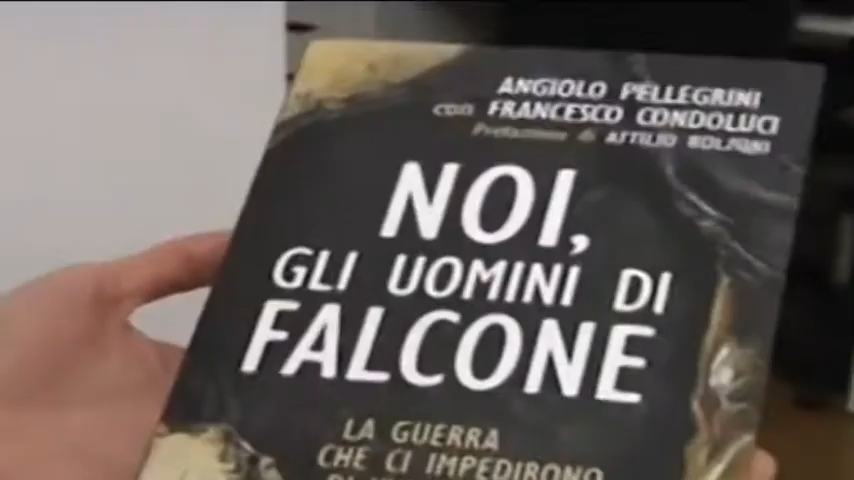 ANGIOLO PELLEGRINI
con FRANCESCO CONDOLUCI
Prefazione di ATTILIO BOLZONI
NOI,
GLI UOMINI DI
FALCONE
LA GUERRA
CHE CI IMPEDIRONO
DI